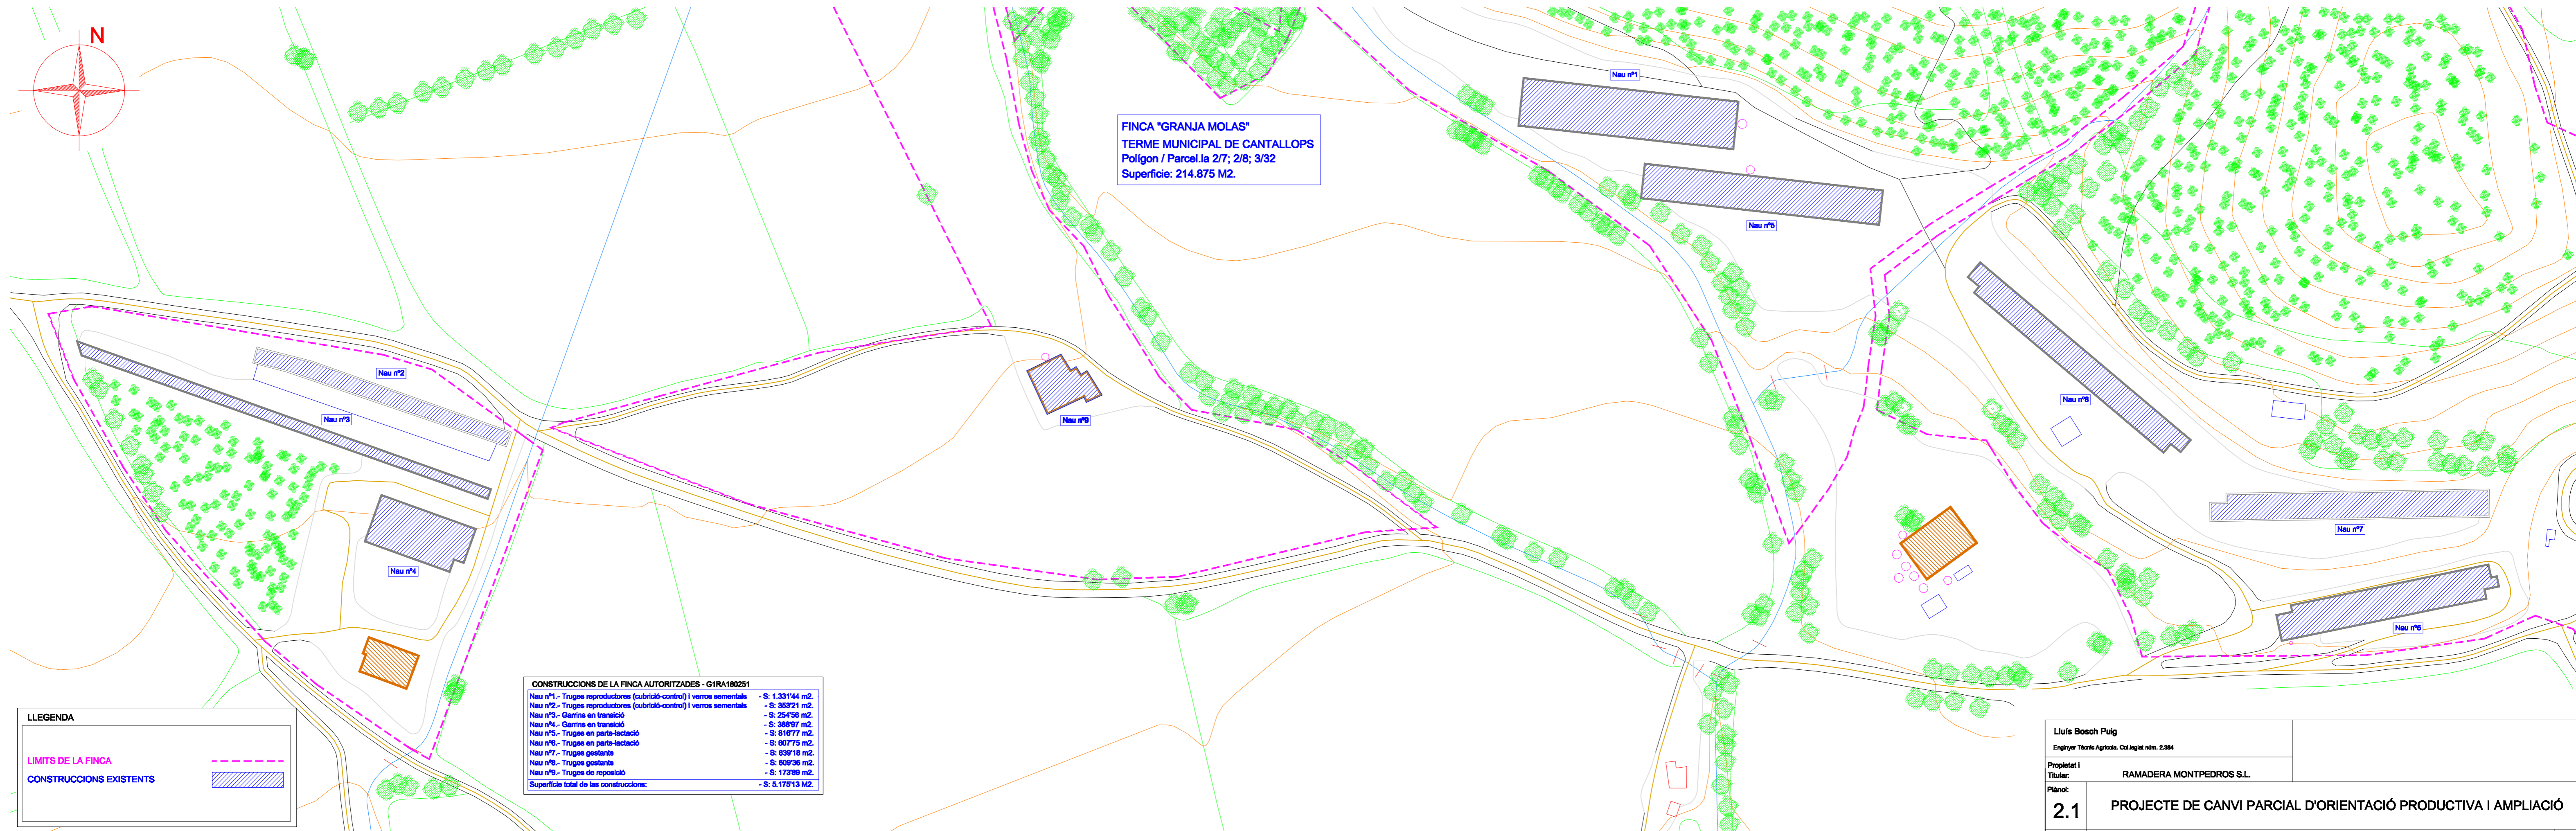 N
FINCA "GRANJA MOLAS"
TERME MUNICIPAL DE CANTALLOPS
Polígon / Parcel.la 2/7; 2/8; 3/32
Superficie: 214.875 M2.
Nau nº1
Nau nº5
Nau nº2
Nau nº3
Nau nº4
Nau nº9
Nau nº8
Nau nº7
Nau nº6
CONSTRUCCIONS DE LA FINCA AUTORITZADES - G1RA180251
Nau nº1.- Truges reproductores (cubrició-control) i verros sementals - S: 1.331'44 m2.
Nau nº2.- Truges reproductores (cubrició-control) i verros sementals - S: 353'21 m2.
Nau nº3.- Garrins en transició - S: 254'56 m2.
Nau nº4.- Garrins en transició - S: 388'97 m2.
Nau nº5.- Truges en parts-lactació - S: 816'77 m2.
Nau nº6.- Truges en parts-lactació - S: 607'75 m2.
Nau nº7.- Truges gestants - S: 639'18 m2.
Nau nº8.- Truges gestants - S: 609'36 m2.
Nau nº9.- Truges de reposició - S: 173'89 m2.
Superfície total de las construccions: - S: 5.175'13 M2.
LLEGENDA
LIMITS DE LA FINCA
CONSTRUCCIONS EXISTENTS
Lluís Bosch Puig
Enginyer Tècnic Agrícola. Col.legiat núm. 2.384
Propietat i
Titular: RAMADERA MONTPEDROS S.L.
Plànol:
2.1 PROJECTE DE CANVI PARCIAL D'ORIENTACIÓ PRODUCTIVA I AMPLIACIÓ